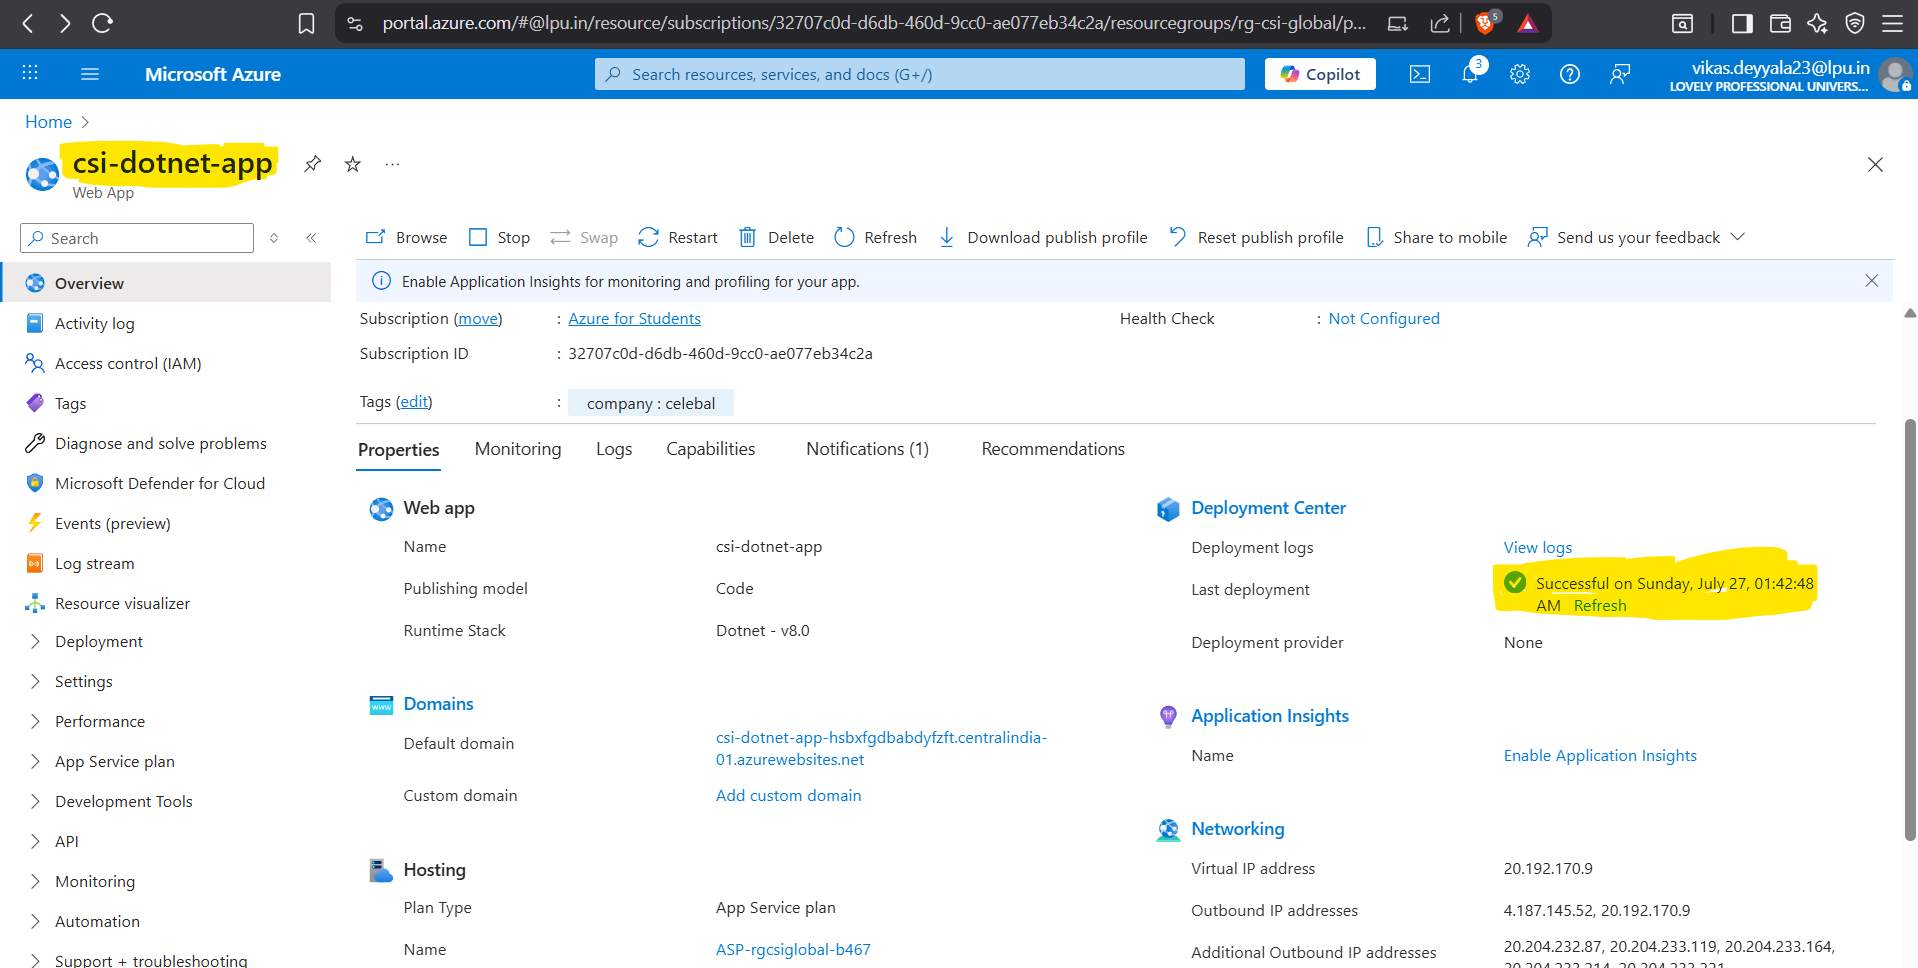 portal.azure.com/#@lpu.in/resource/subscriptions/32707c0d-d6db-460d-9cc0-ae077eb34c2a/resourcegroups/rg-csi-global/p...
5
Microsoft Azure
Search resources, services, and docs (G+/)
Copilot
3
vikas.deyyala23@lpu.in
LOVELY PROFESSIONAL UNIVERS...
Home
csi-dotnet-app
...
Web App
Search
Browse
Stop
Swap
Restart
Delete
Refresh
Download publish profile
Reset publish profile
Share to mobile
Send us your feedback
Overview
Activity log
Access control (IAM)
Tags
Diagnose and solve problems
Microsoft Defender for Cloud
Events (preview)
Log stream
Resource visualizer
Deployment
Settings
Performance
App Service plan
Development Tools
API
Monitoring
Automation
Support + troubleshooting
Enable Application Insights for monitoring and profiling for your app.
Subscription (move) : Azure for Students
Health Check : Not Configured
Subscription ID : 32707c0d-d6db-460d-9cc0-ae077eb34c2a
Tags (edit) : company : celebal
Properties
Monitoring
Logs
Capabilities
Notifications (1)
Recommendations
Web app
Name csi-dotnet-app
Publishing model Code
Runtime Stack Dotnet - v8.0
www
Domains
Default domain csi-dotnet-app-hsbxfgdbabdyfzft.centralindia-
01.azurewebsites.net
Custom domain Add custom domain
Hosting
Plan Type App Service plan
Name ASP-rgcsiglobal-b467
Deployment Center
Deployment logs View logs
Last deployment Successful on Sunday, July 27, 01:42:48
AM Refresh
Deployment provider None
Application Insights
Name Enable Application Insights
Networking
Virtual IP address 20.192.170.9
Outbound IP addresses 4.187.145.52, 20.192.170.9
Additional Outbound IP addresses 20.204.232.87, 20.204.233.119, 20.204.233.164,